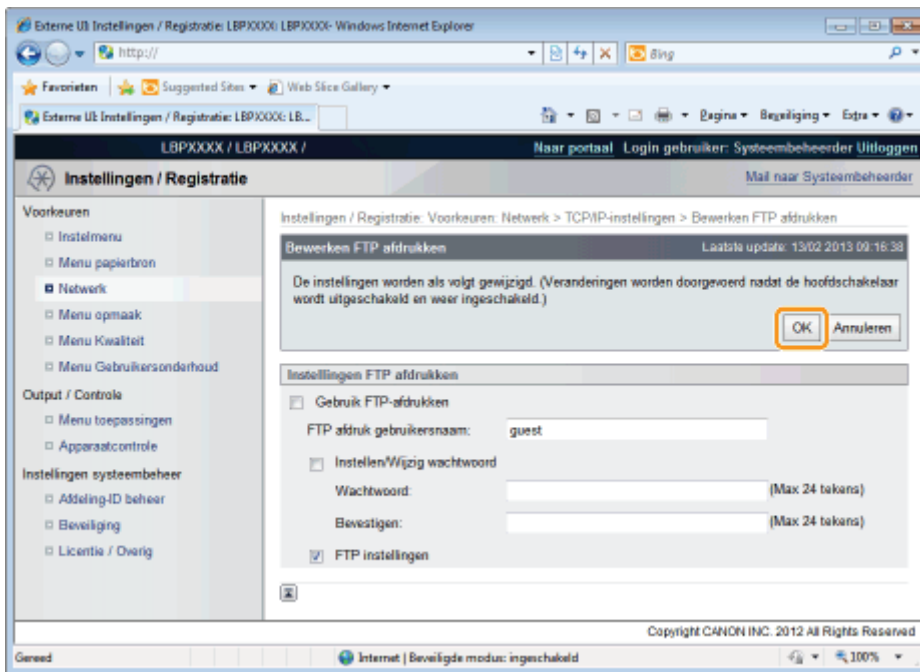 Externe UI: Instellingen / Registratie: LBPXXXX: LBPXXXX- Windows Internet Explorer
http://
Bing
Favorieten Suggested Sites Web Slice Gallery
Externe UI: Instellingen / Registratie: LBPXXXX: LB...
Pagina Beveiliging Extra
LBPXXXX / LBPXXXX /
Naar portaal Login gebruiker: Systeembeheerder Uitloggen
Instellingen / Registratie
Mail naar Systeembeheerder
Voorkeuren
Instelmenu
Menu papierbron
Netwerk
Menu opmaak
Menu Kwaliteit
Menu Gebruikersonderhoud
Output / Controle
Menu toepassingen
Apparaatcontrole
Instellingen systeembeheer
Afdeling-ID beheer
Beveiliging
Licentie / Overig
Instellingen / Registratie: Voorkeuren: Netwerk > TCP/IP-instellingen > Bewerken FTP afdrukken
Bewerken FTP afdrukken
Laatste update: 13/02 2013 09:16:38
De instellingen worden als volgt gewijzigd. (Veranderingen worden doorgevoerd nadat de hoofdschakelaar
wordt uitgeschakeld en weer ingeschakeld.)
OK Annuleren
Instellingen FTP afdrukken
Gebruik FTP-afdrukken
FTP afdruk gebruikersnaam: guest
Instellen/Wijzig wachtwoord
Wachtwoord: (Max 24 tekens)
Bevestigen: (Max 24 tekens)
FTP instellingen
Copyright CANON INC. 2012 All Rights Reserved
Gereed
Internet | Beveiligde modus: ingeschakeld
100%